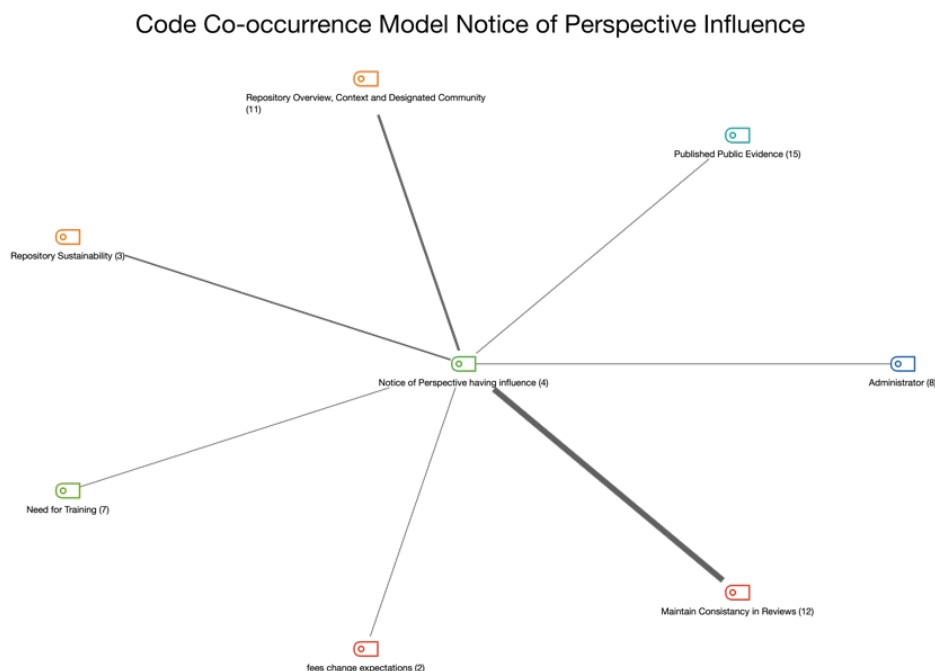 Code Co-occurrence Model Notice of Perspective Influence
Repository Overview, Context and Designated Community
(11)
Published Public Evidence (15)
Repository Sustainability (3)
Notice of Perspective having influence (4)
Administrator (8)
Need for Training (7)
Maintain Consistancy in Reviews (12)
fees change expectations (2)